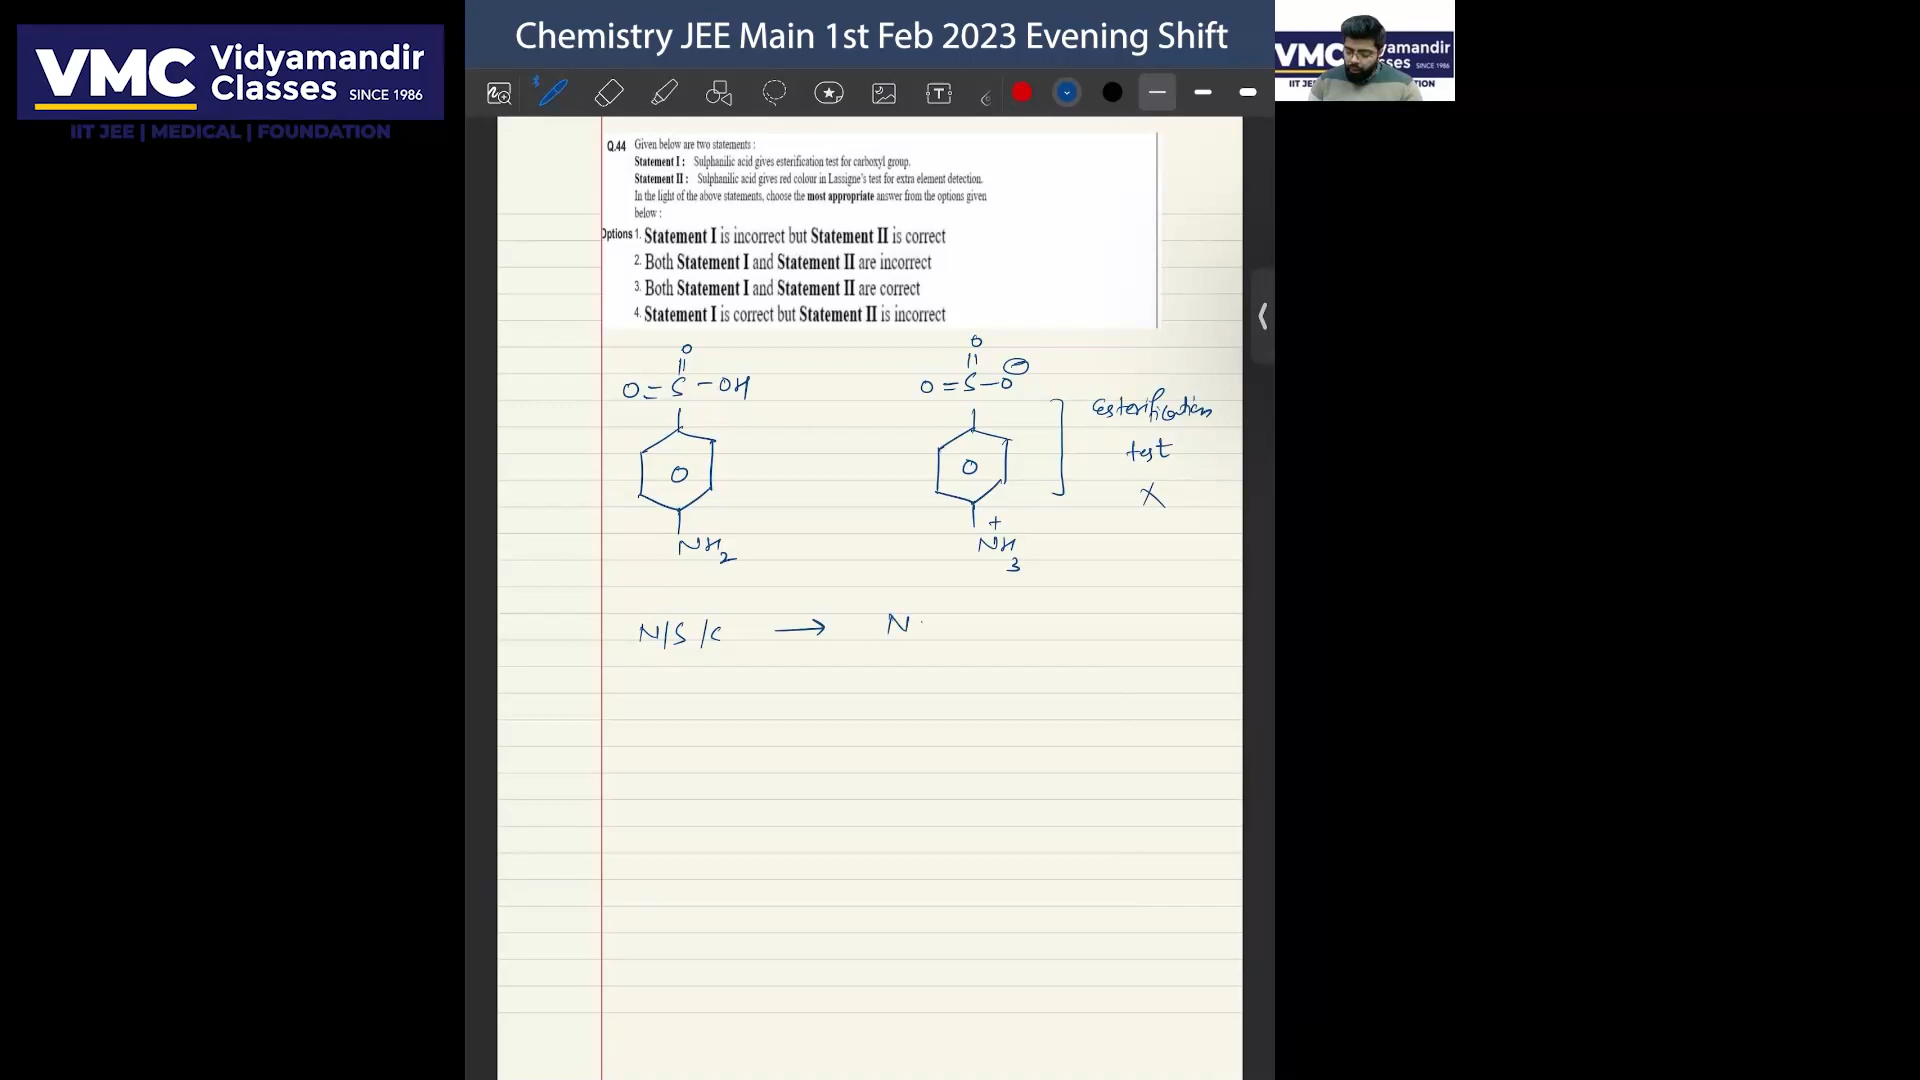 Chemistry JEE Main 1st Feb 2023 Evening Shift
VMC Vidyamandir Classes SINCE 1986
IIT JEE | MEDICAL | FOUNDATION
Q.44 Given below are two statements :
Statement I : Sulphanilic acid gives esterification test for carboxyl group.
Statement II : Sulphanilic acid gives red colour in Lassigne's test for extra element detection.
In the light of the above statements, choose the most appropriate answer from the options given
below :
Options 1. Statement I is incorrect but Statement II is correct
2. Both Statement I and Statement II are incorrect
3. Both Statement I and Statement II are correct
4. Statement I is correct but Statement II is incorrect
O
||
O=S-OH
O
NH2
O
||
O=S-O⊖
O
+
NH3
Esterification
test
X
N/S/C → N